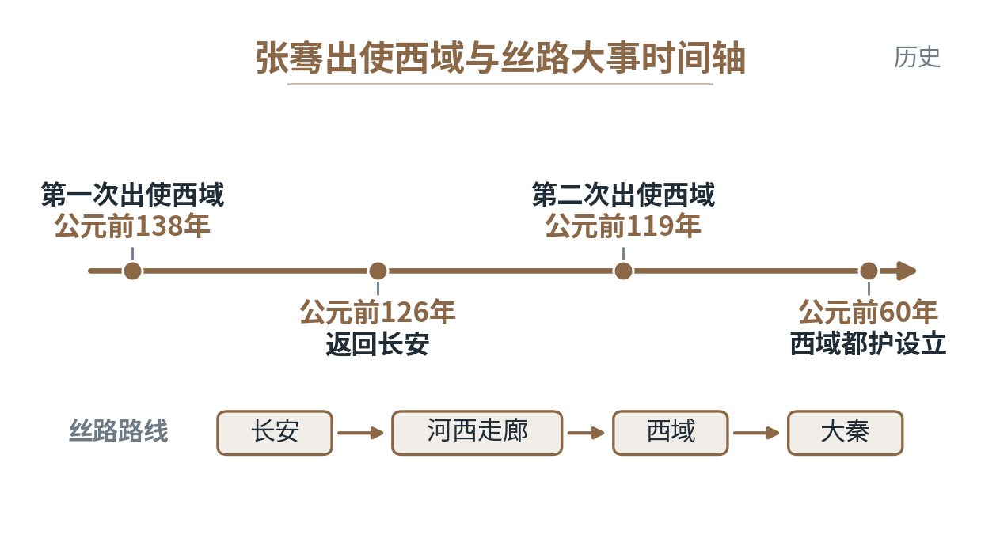 张骞出使西域与丝路大事时间轴
历史
第一次出使西域
公元前138年
公元前126年
返回长安
第二次出使西域
公元前119年
公元前60年
西域都护设立
丝路路线
长安
河西走廊
西域
大秦